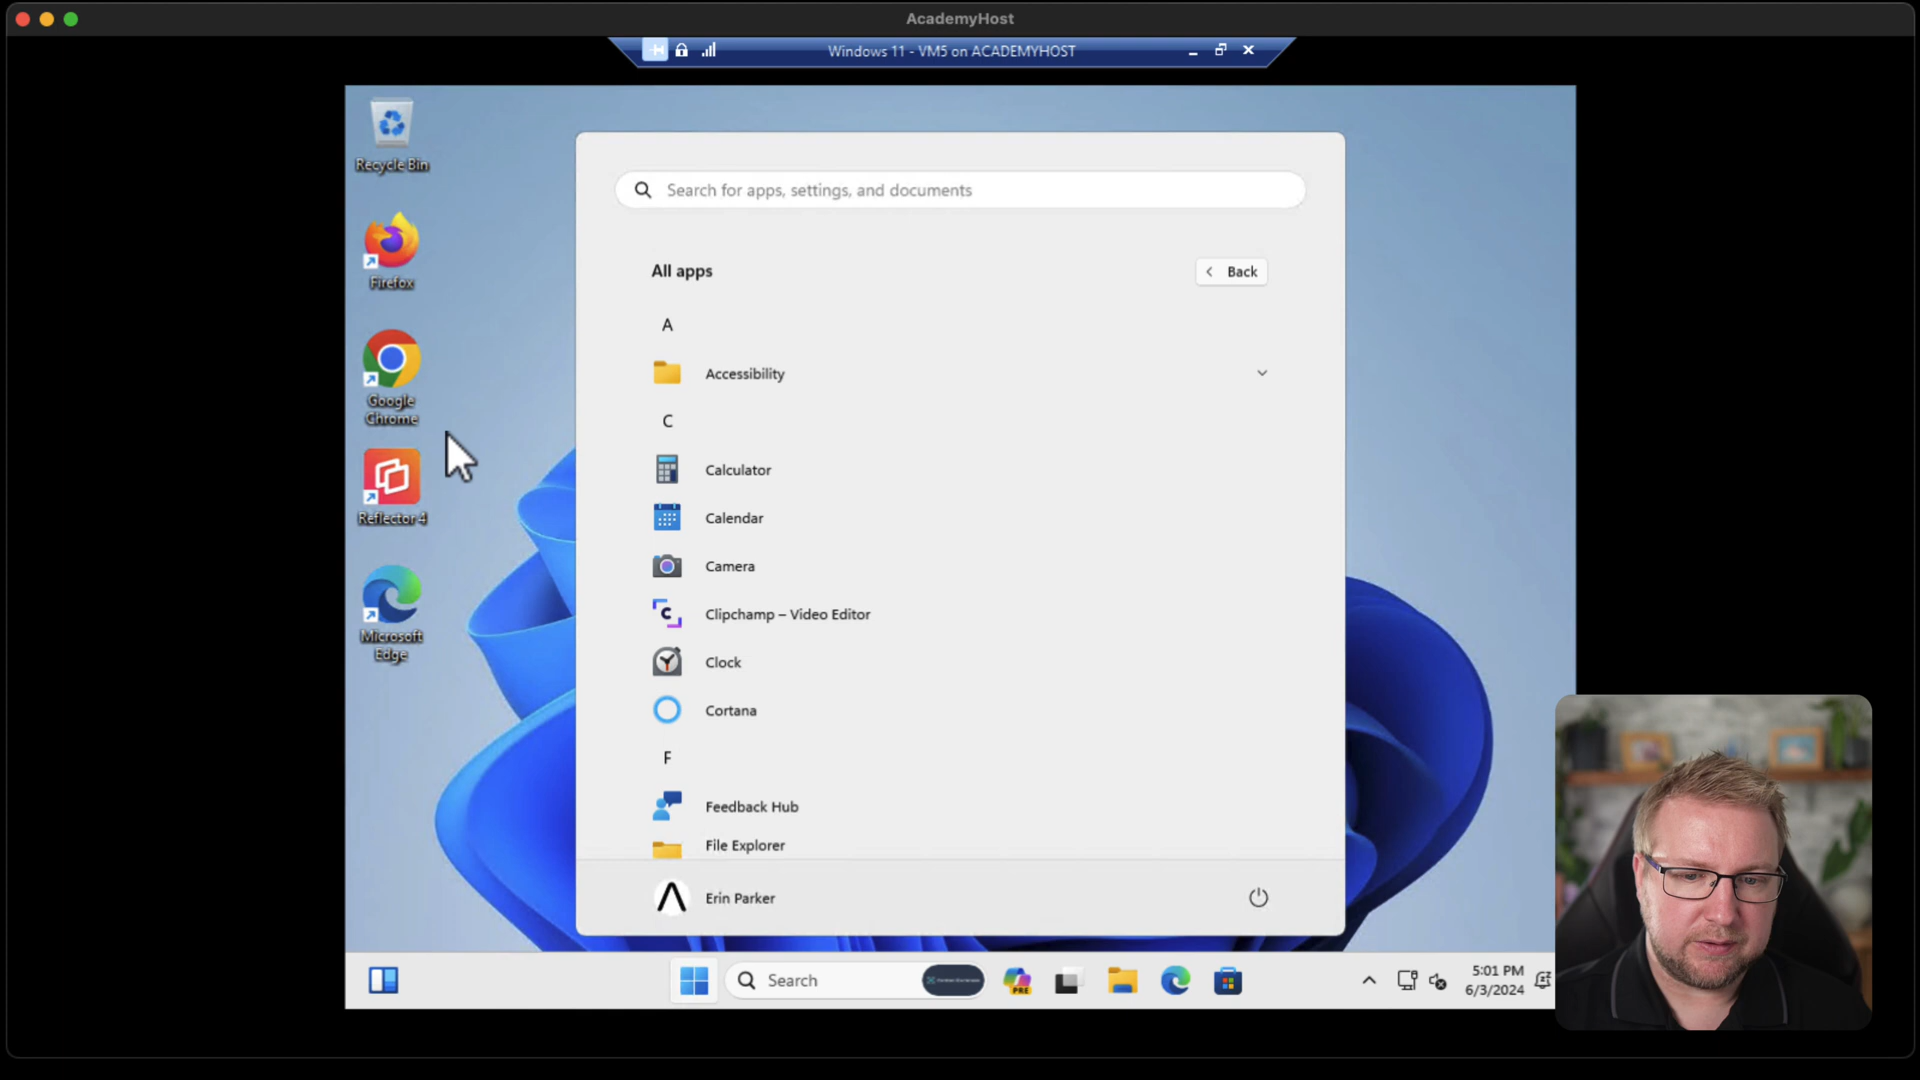 AcademyHost
Windows 11 - VM5 on ACADEMYHOST
Recycle Bin
Firefox
Google
Chrome
Reflector 4
Microsoft
Edge
Search for apps, settings, and documents
All apps
Back
A
Accessibility
C
Calculator
Calendar
Camera
Clipchamp – Video Editor
Clock
Cortana
F
Feedback Hub
File Explorer
Erin Parker
Search
PRE
5:01 PM
6/3/2024